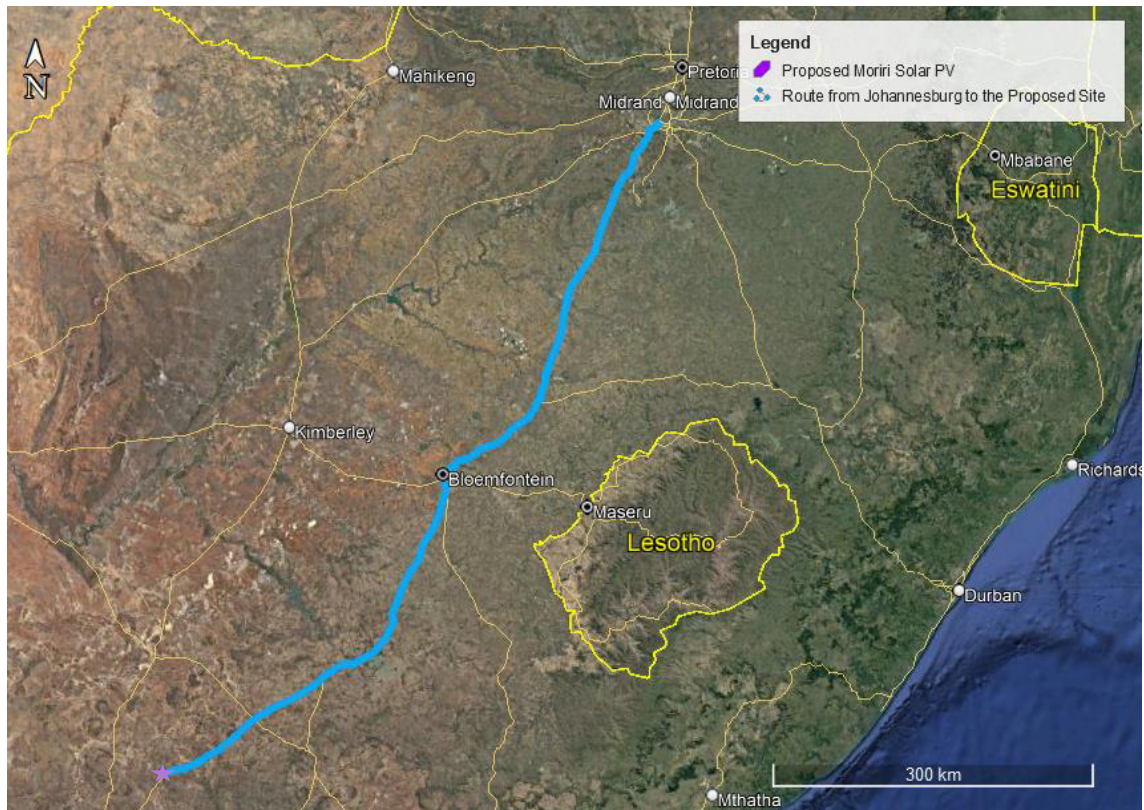 Legend
Proposed Moriri Solar PV
Route from Johannesburg to the Proposed Site
N
Mahikeng
Pretoria
Midrand
Midrand
Mbabane
Eswatini
Kimberley
Bloemfontein
Richards
Maseru
Lesotho
Durban
300 km
Mthatha